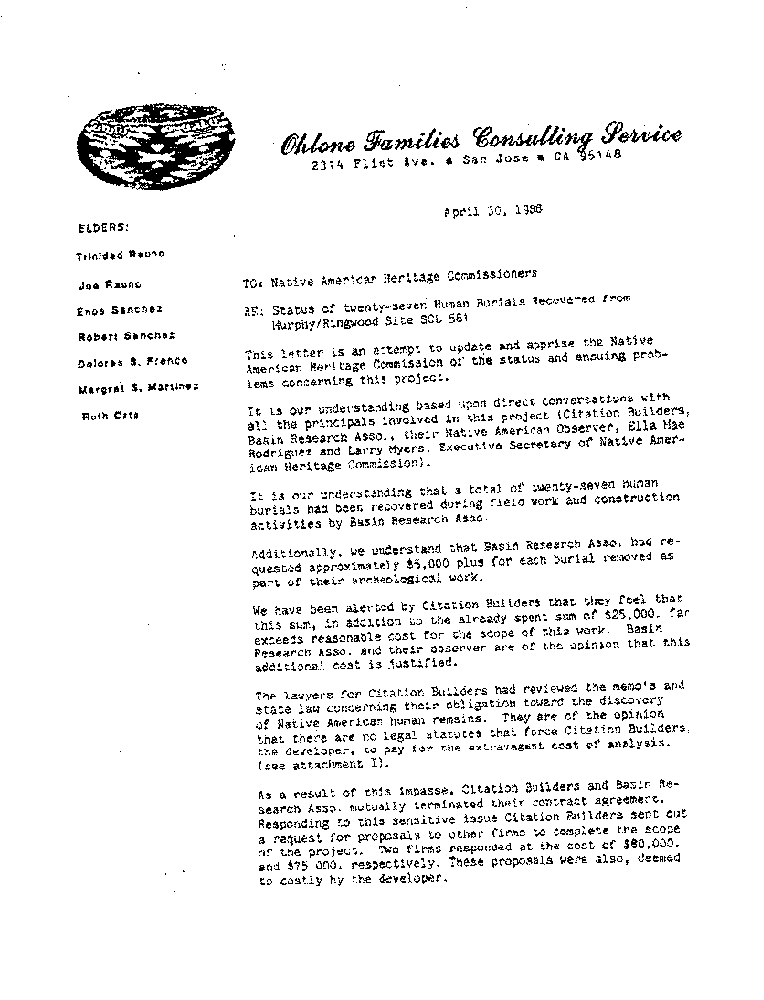 Ohlone Families Consulting Service
2314 Flint Ave. San Jose CA 95148
ELDERS:
Joe
Enos Sanchez
Robert Sanchez
Dolores S. Franco
S. Martinez
Ruth
TO: Native American Heritage Commissioners
RE: Status of twenty-seven Human Burials Recovered from
Murphy/Ringwood Site SCL 561
This letter is an attempt to update and apprise the Native
American Heritage Commission of the status and ensuing prob-
lems concerning this project.
It is our understanding based upon direct conversations with
all the principals involved in this project (Citation Builders,
Basin Research Asso., their Native American Observer, Ella Mae
Rodriguez and Larry Myers, Executive Secretary of Native Amer-
ican Heritage Commission).
It is our understanding that a total of twenty-seven human
burials had been recovered during field work and construction
activities by Basin Research Asso.
Additionally, we understand that Basin Research Asso. had re-
quested approximately $5,000 plus for each burial removed as
part of their archeological work.
We have been alerted by Citation Builders that they feel that
this sum, in addition to the already spent sum of $25,000. far
exceeds reasonable cost for the scope of this work. Basin
Research Asso. and their observer are of the opinion that this
additional cost is justified.
The lawyers for Citation Builders had reviewed the memo's and
state law concerning their obligation toward the discovery
of Native American human remains. They are of the opinion
that there are no legal statutes that force Citation Builders,
the developer, to pay for the extravagent cost of analysis.
(see attachment I).
As a result of this impasse, Citation Builders and Basin Re-
search Asso. mutually terminated their contract agreement.
Responding to this sensitive issue Citation Builders sent out
a request for proposals to other firms to complete the scope
of the project. Two firms responded at the cost of $80,000.
and $75 000. respectively. These proposals were also, deemed
to costly by the developer.